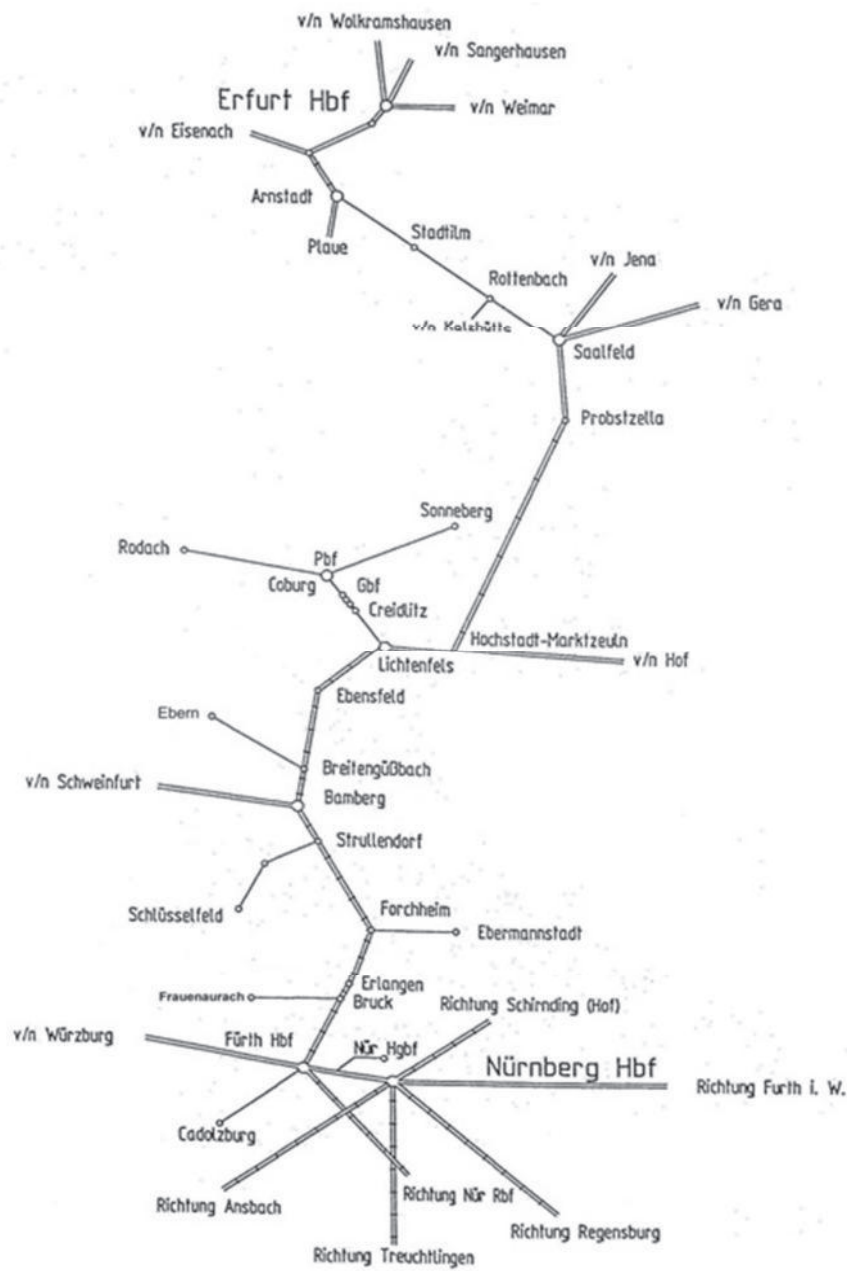 v/n Wolkramshausen
v/n Sangerhausen
Erfurt Hbf
v/n Weimar
v/n Eisenach
Arnstadt
Plaue
Stadtilm
v/n Jena
Rottenbach
v/n Gera
v/n
Saalfeld
Probstzella
Sonneberg
Rodach
Pbf
Coburg
Gbf
Creidlitz
Hochstadt-Marktzeuln
v/n Hof
Lichtenfels
Ebensfeld
Ebern
Breitengüßbach
v/n Schweinfurt
Bamberg
Strullendorf
Schlüsselfeld
Forchheim
Ebermannstadt
Erlangen
Frauenaurach
Bruck
Richtung Schirnding (Hof)
v/n Würzburg
Fürth Hbf
Nür Hgbf
Nürnberg Hbf
Richtung Furth i. W.
Cadolzburg
Richtung Ansbach
Richtung Nür Rbf
Richtung Regensburg
Richtung Treuchtlingen